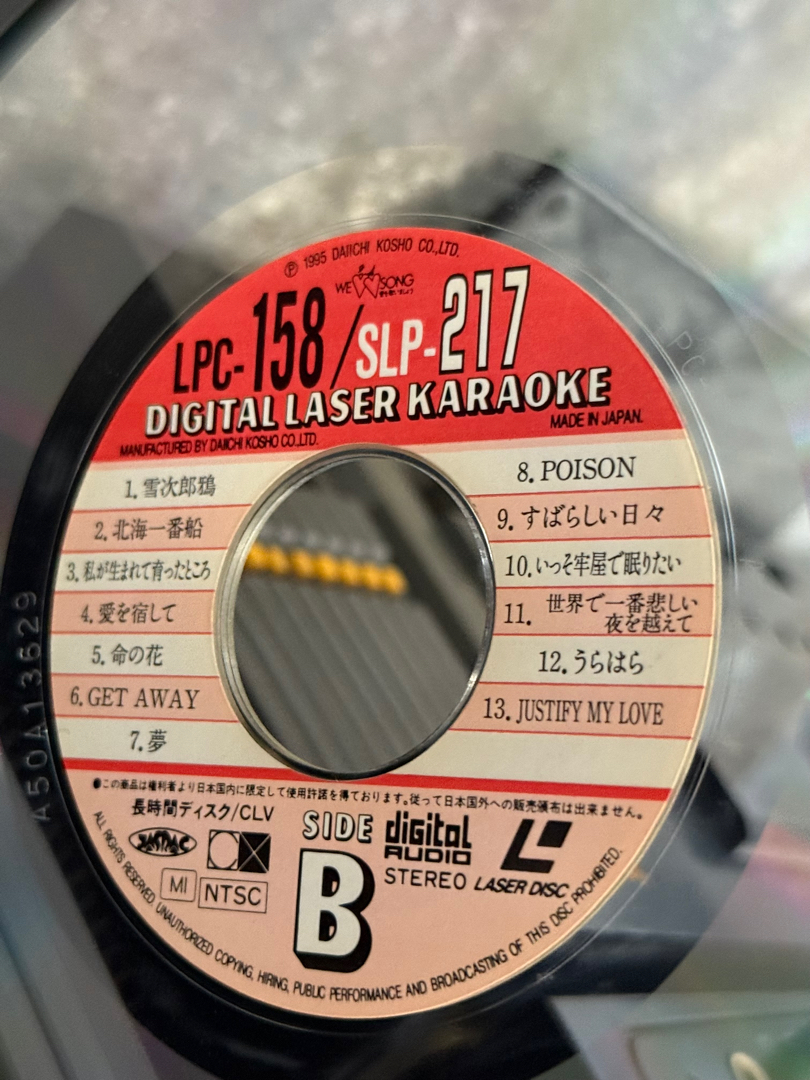 Ⓟ 1995 DAIICHI KOSHO CO.,LTD.
WE SONG
LPC-158/SLP-217
DIGITAL LASER KARAOKE
MANUFACTURED BY DAIICHI KOSHO CO.LTD.
MADE IN JAPAN.
1. 雪次郎鴉
2. 北海一番船
3. 私が生まれて育ったところ
4. 愛を宿して
5. 命の花
6. GET AWAY
7. 夢
8. POISON
9. すばらしい日々
10. いっそ牢屋で眠りたい
11. 世界で一番悲しい
夜を越えて
12. うらはら
13. JUSTIFY MY LOVE
●この商品は権利者より日本国内に限定して使用許諾を得ております。従って日本国外への販売頒布は出来ません。
長時間ディスク/CLV
SIDE
B
digital
AUDIO
STEREO
LASER DISC
JASRAC
MI
NTSC
ALL RIGHTS RESERVED. UNAUTHORIZED COPYING, HIRING, PUBLIC PERFORMANCE AND BROADCASTING OF THIS DISC PROHIBITED.
A50A13629